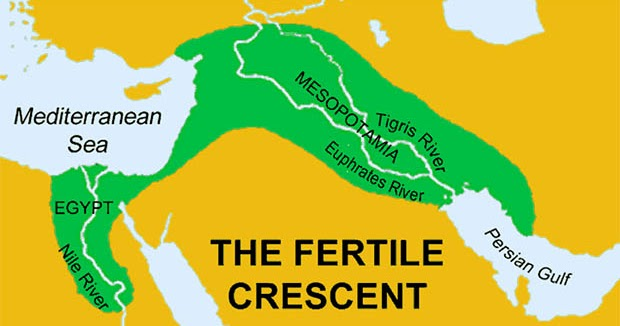 Mediterranean
Sea
MESOPOTAMIA
Tigris River
Euphrates River
EGYPT
Nile River
Persian Gulf
THE FERTILE
CRESCENT